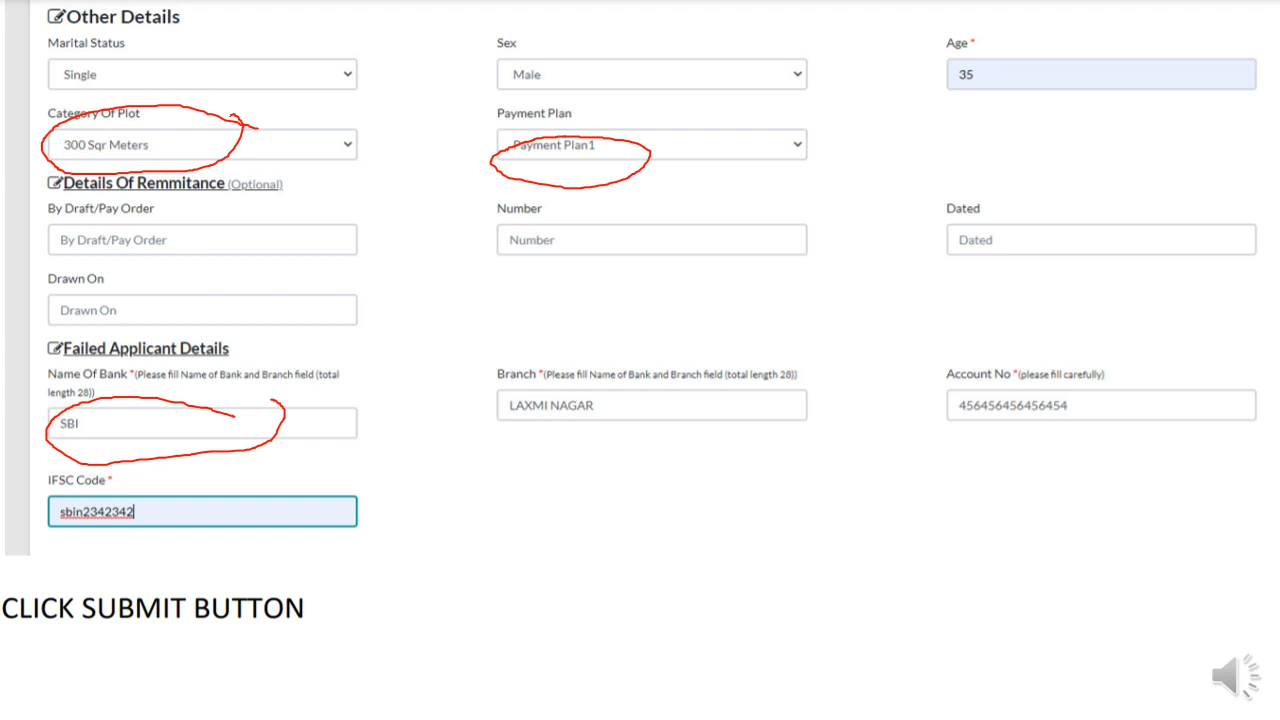 Other Details
Marital Status
Sex
Age *
Single
Male
35
Category Of Plot
Payment Plan
300 Sqr Meters
Payment Plan1
Details Of Remmitance (Optional)
By Draft/Pay Order
Number
Dated
By Draft/Pay Order
Number
Dated
Drawn On
Drawn On
Failed Applicant Details
Name Of Bank *(Please fill Name of Bank and Branch field (total
length 28))
Branch *(Please fill Name of Bank and Branch field (total length 28))
Account No *(please fill carefully)
SBI
LAXMI NAGAR
456456456456454
IFSC Code *
sbin2342342
CLICK SUBMIT BUTTON